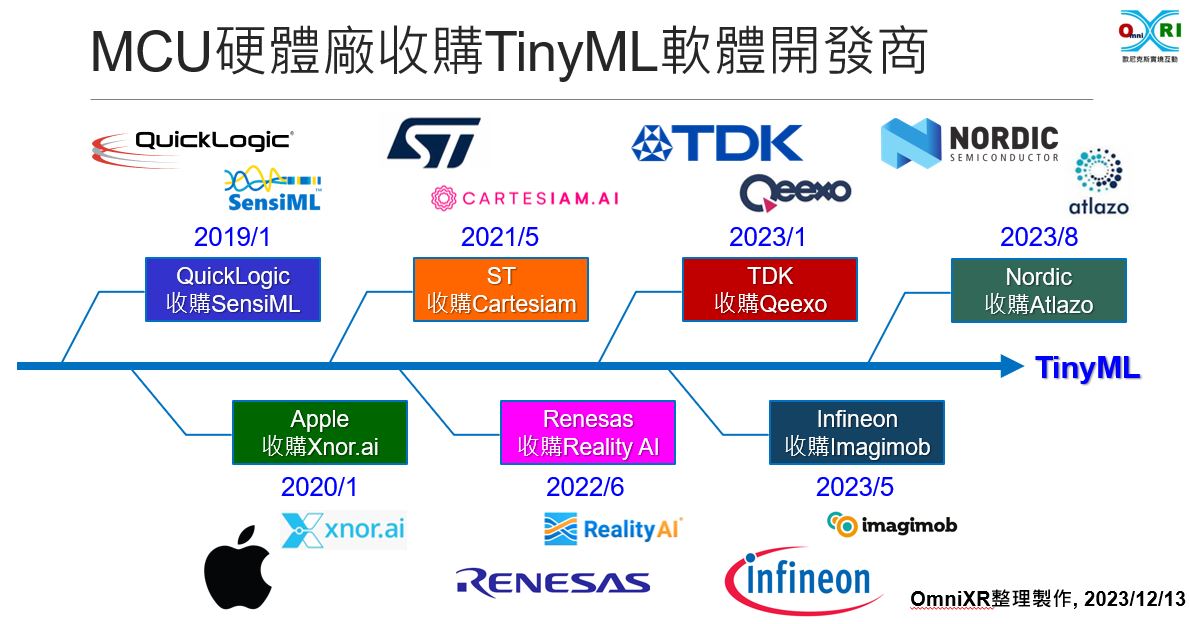 MCU硬體廠收購TinyML軟體開發商
OmniXRI
歐尼克斯實境互動
QuickLogic
SensiML™
ST
CARTESIAM.AI
TDK
Qeexo
NORDIC
SEMICONDUCTOR
atlazo
2019/1
2021/5
2023/1
2023/8
QuickLogic
收購SensiML
ST
收購Cartesiam
TDK
收購Qeexo
Nordic
收購Atlazo
TinyML
Apple
收購Xnor.ai
Renesas
收購Reality AI
Infineon
收購Imagimob
2020/1
2022/6
2023/5
xnor.ai
Reality AI
imagimob
RENESAS
infineon
OmniXR整理製作, 2023/12/13